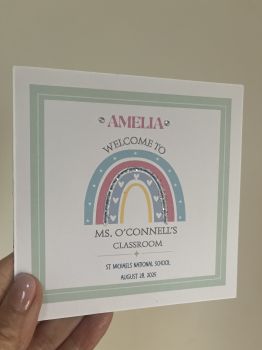 AMELIA
WELCOME TO
MS. O'CONNELL'S
CLASSROOM
ST. MICHAELS NATIONAL SCHOOL
AUGUST 28, 2025